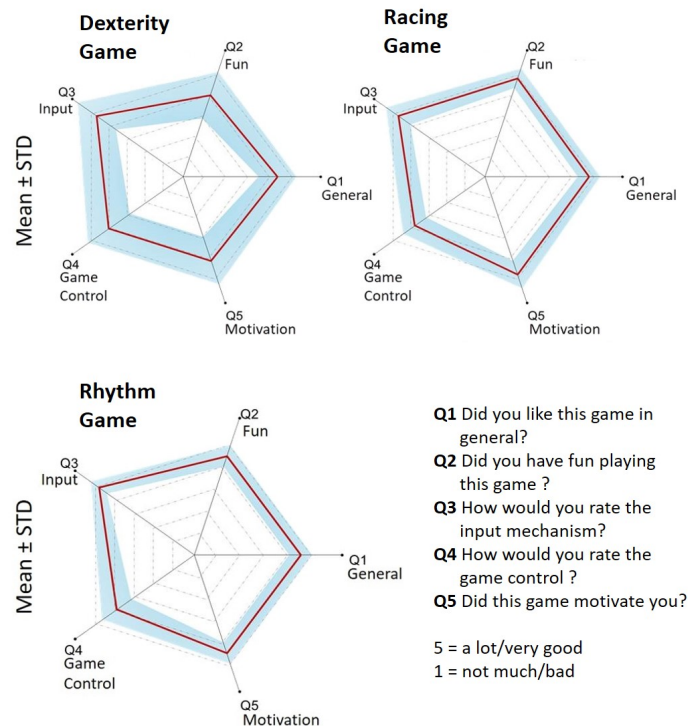 Dexterity
Game
Q2
Fun
Q3
Input
Q1
General
Q4
Game
Control
Q5
Motivation
Mean ± STD
Racing
Game
Q2
Fun
Q3
Input
Q1
General
Q4
Game
Control
Q5
Motivation
Rhythm
Game
Q2
Fun
Q3
Input
Q1
General
Q4
Game
Control
Q5
Motivation
Mean ± STD
Q1 Did you like this game in
general?
Q2 Did you have fun playing
this game ?
Q3 How would you rate the
input mechanism?
Q4 How would you rate the
game control ?
Q5 Did this game motivate you?
5 = a lot/very good
1 = not much/bad